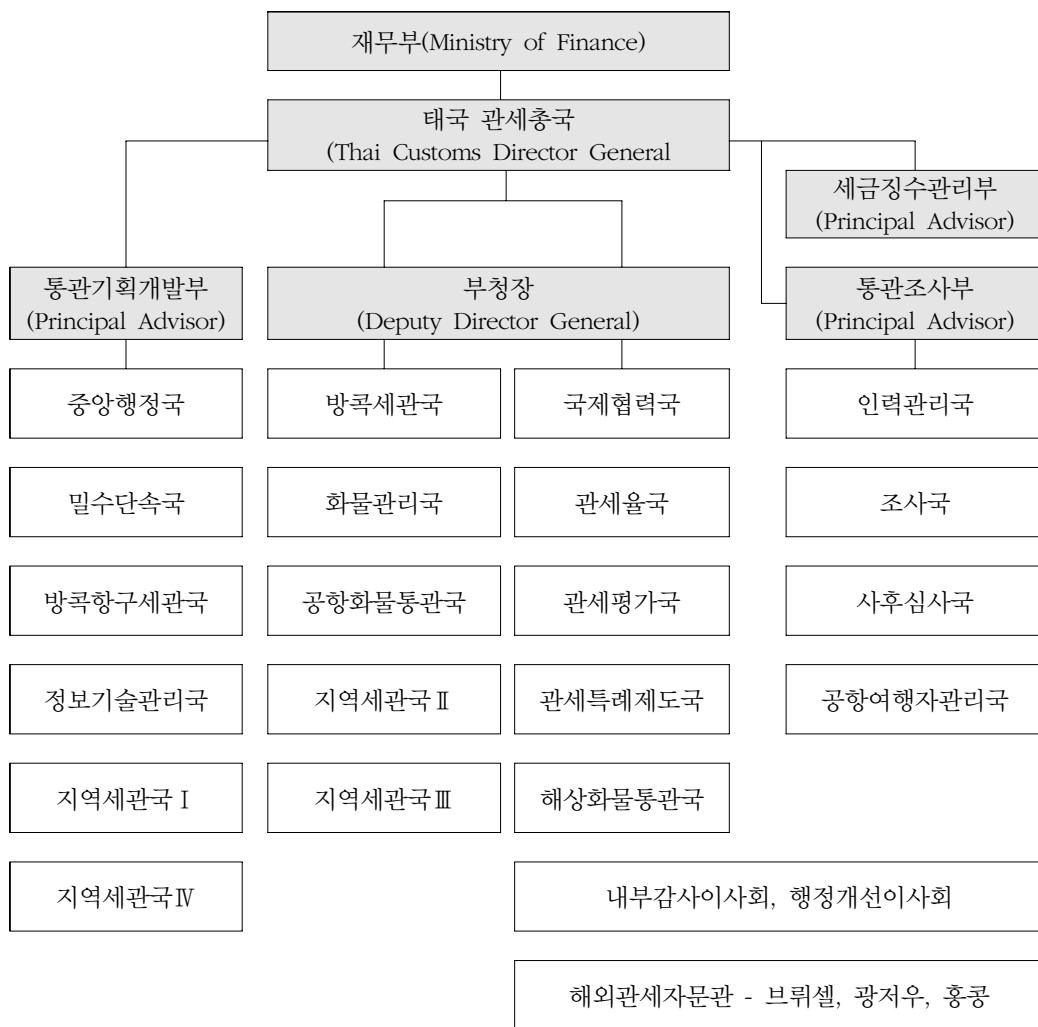 재무부(Ministry of Finance)
태국 관세총국
(Thai Customs Director General
세금징수관리부
(Principal Advisor)
통관기획개발부
(Principal Advisor)
부청장
(Deputy Director General)
통관조사부
(Principal Advisor)
중앙행정국
방콕세관국
국제협력국
인력관리국
밀수단속국
화물관리국
관세율국
조사국
방콕항구세관국
공항화물통관국
관세평가국
사후심사국
정보기술관리국
지역세관국Ⅱ
관세특례제도국
공항여행자관리국
지역세관국Ⅰ
지역세관국Ⅲ
해상화물통관국
지역세관국Ⅳ
내부감사이사회, 행정개선이사회
해외관세자문관 - 브뤼셀, 광저우, 홍콩